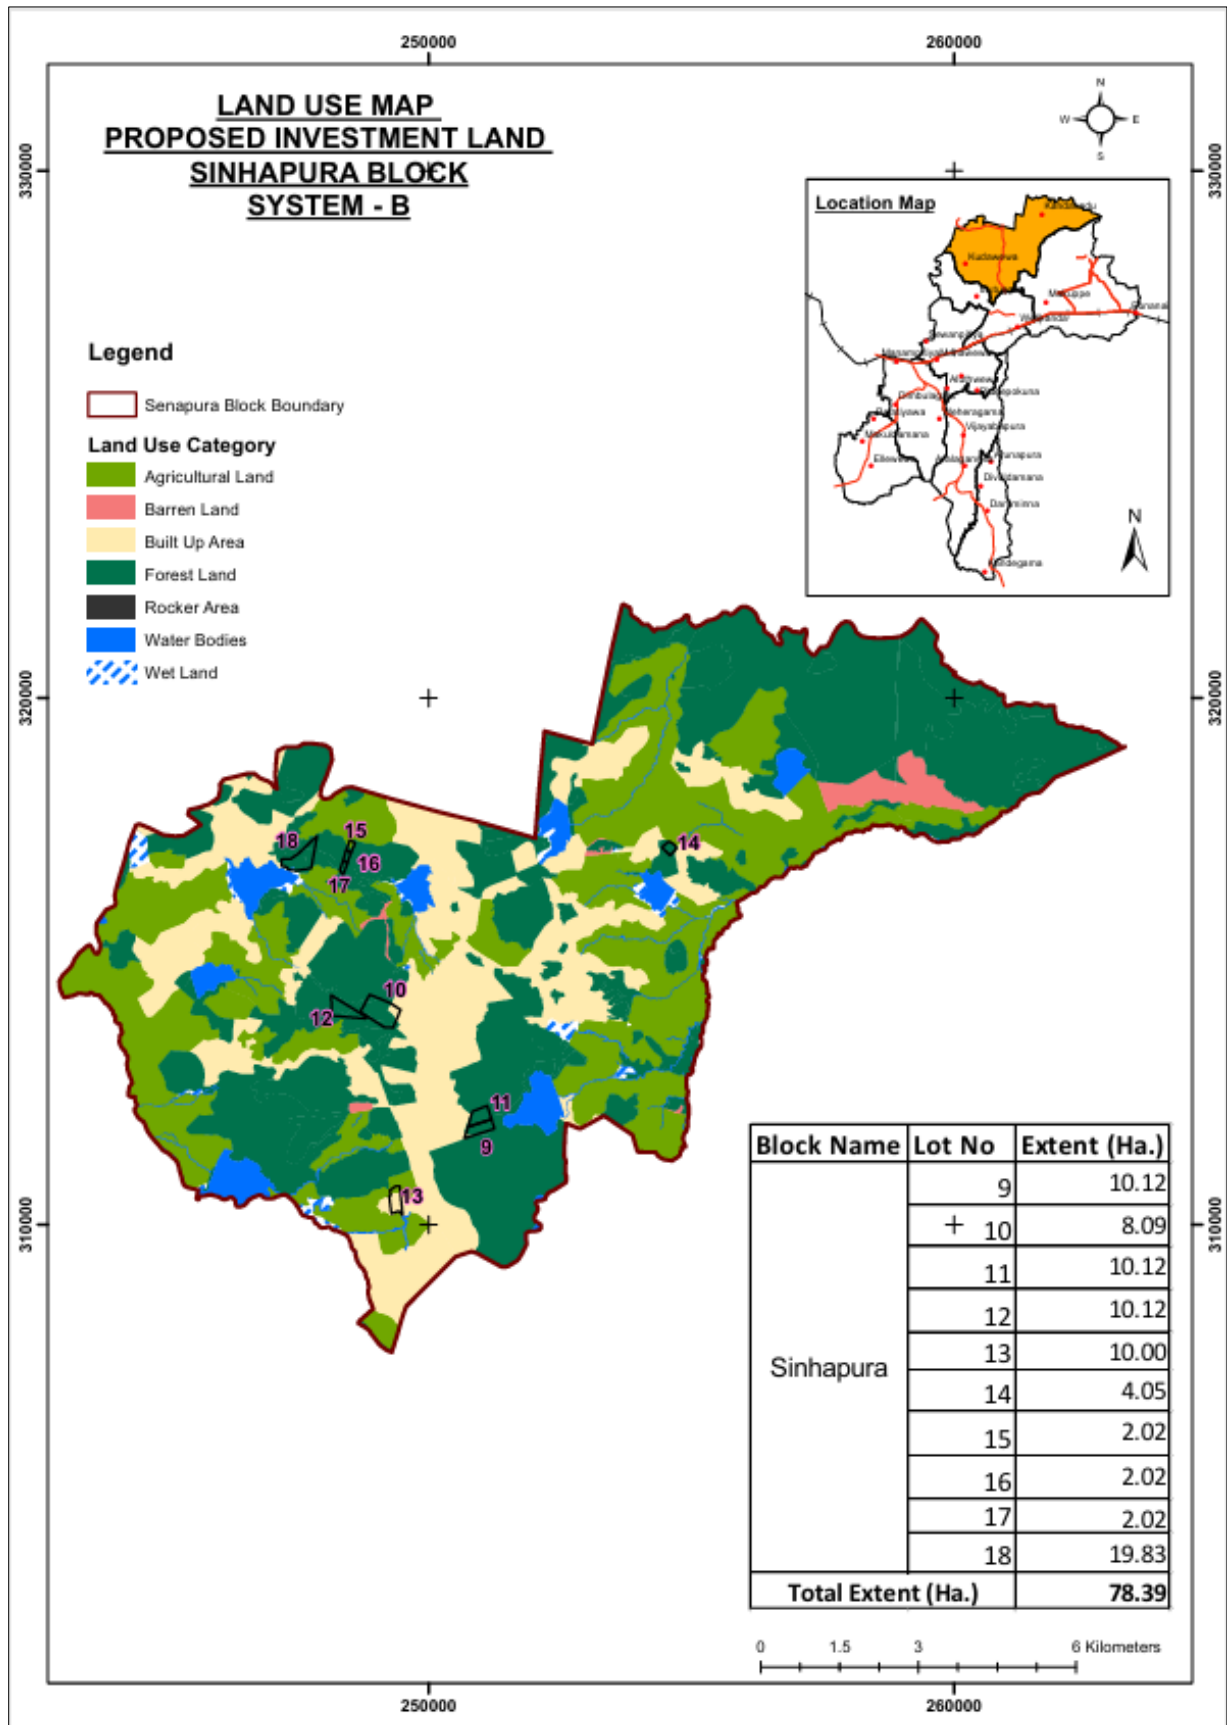 250000
260000
LAND USE MAP
PROPOSED INVESTMENT LAND
SINHAPURA BLOCK
SYSTEM - B
N
W
E
S
330000
330000
Location Map
Kudawewa
Vijayabapura
N
Legend
Senapura Block Boundary
Land Use Category
Agricultural Land
Barren Land
Built Up Area
Forest Land
Rocker Area
Water Bodies
Wet Land
320000
320000
18
15
16
17
14
10
12
11
9
13
310000
310000
Block Name Lot No Extent (Ha.)
Sinhapura
9 10.12
10 8.09
11 10.12
12 10.12
13 10.00
14 4.05
15 2.02
16 2.02
17 2.02
18 19.83
Total Extent (Ha.) 78.39
0 1.5 3 6 Kilometers
250000
260000